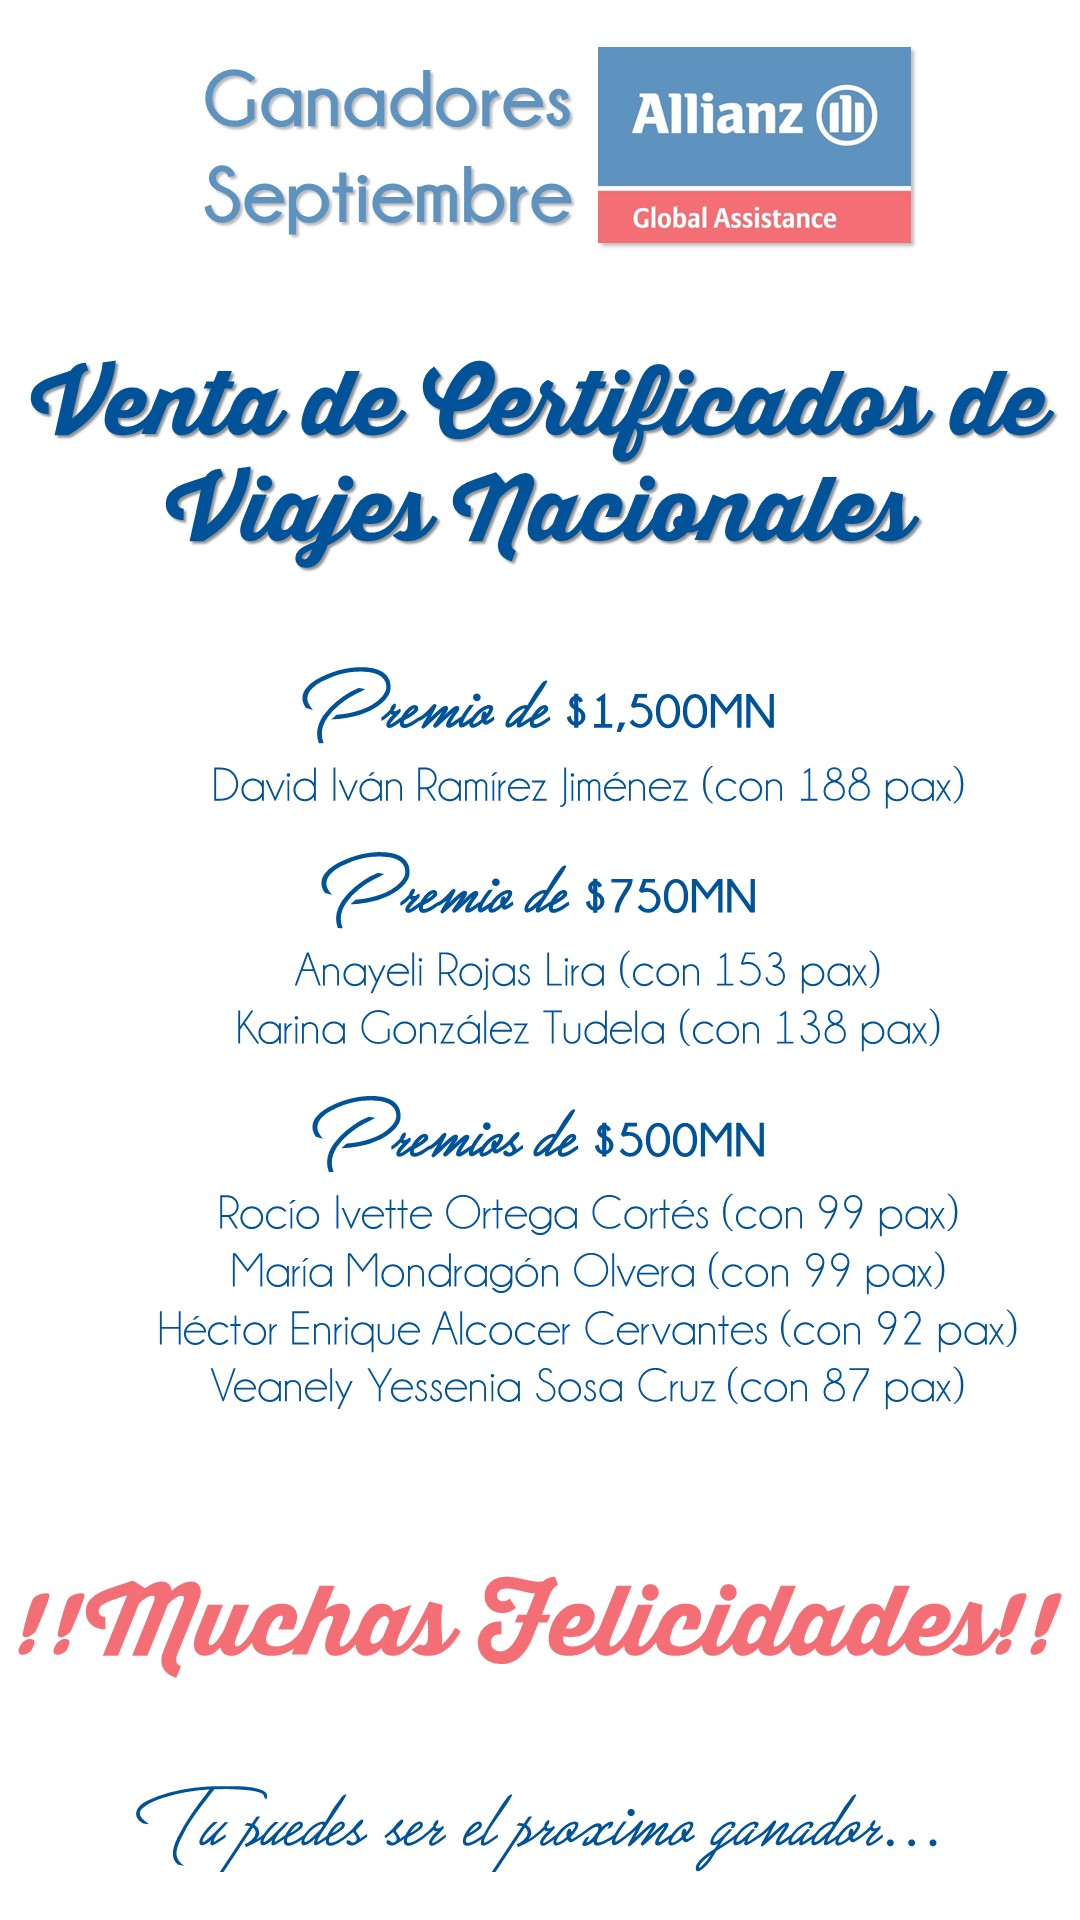 Ganadores
Septiembre
Allianz
Global Assistance
Venta de Certificados de
Viajes Nacionales
Premio de $1,500MN
David Iván Ramírez Jiménez (con 188 pax)
Premio de $750MN
Anayeli Rojas Lira (con 153 pax)
Karina González Tudela (con 138 pax)
Premios de $500MN
Rocío Ivette Ortega Cortés (con 99 pax)
María Mondragón Olvera (con 99 pax)
Héctor Enrique Alcocer Cervantes (con 92 pax)
Veanely Yessenia Sosa Cruz (con 87 pax)
!!Muchas Felicidades!!
Tu puedes ser el proximo ganador...